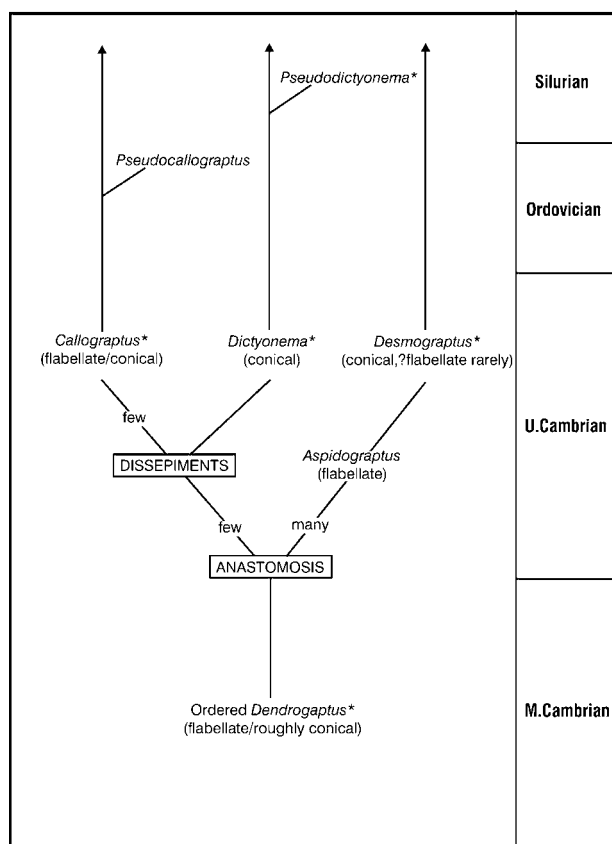 Pseudodictyonema*
Silurian
Pseudocallograptus
Ordovician
Callograptus*
(flabellate/conical)
Dictyonema*
(conical)
Desmograptus*
(conical,?flabellate rarely)
few
U.Cambrian
DISSEPIMENTS
Aspidograptus
(flabellate)
few
many
ANASTOMOSIS
Ordered Dendrogaptus*
(flabellate/roughly conical)
M.Cambrian